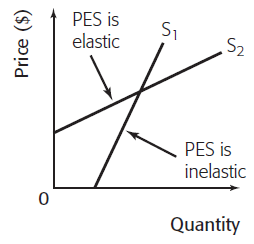 Price ($)
PES is
elastic
S1
S2
PES is
inelastic
0
Quantity